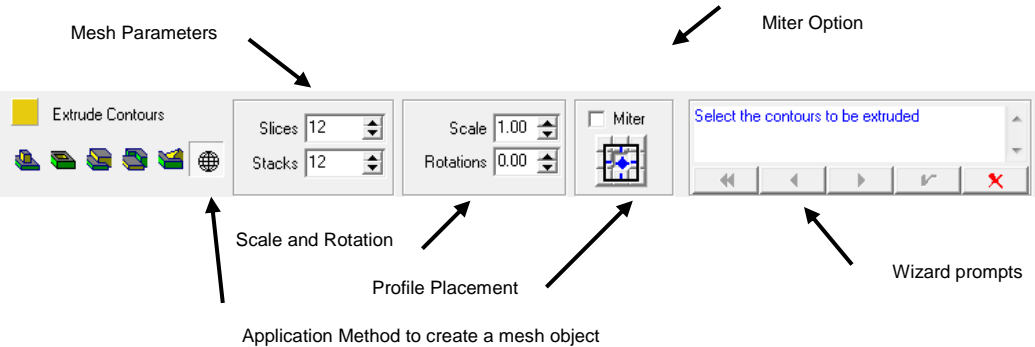 Miter Option
Mesh Parameters
Extrude Contours
Slices 12
Stacks 12
Scale 1.00
Rotations 0.00
Miter
Select the contours to be extruded
Scale and Rotation
Profile Placement
Wizard prompts
Application Method to create a mesh object